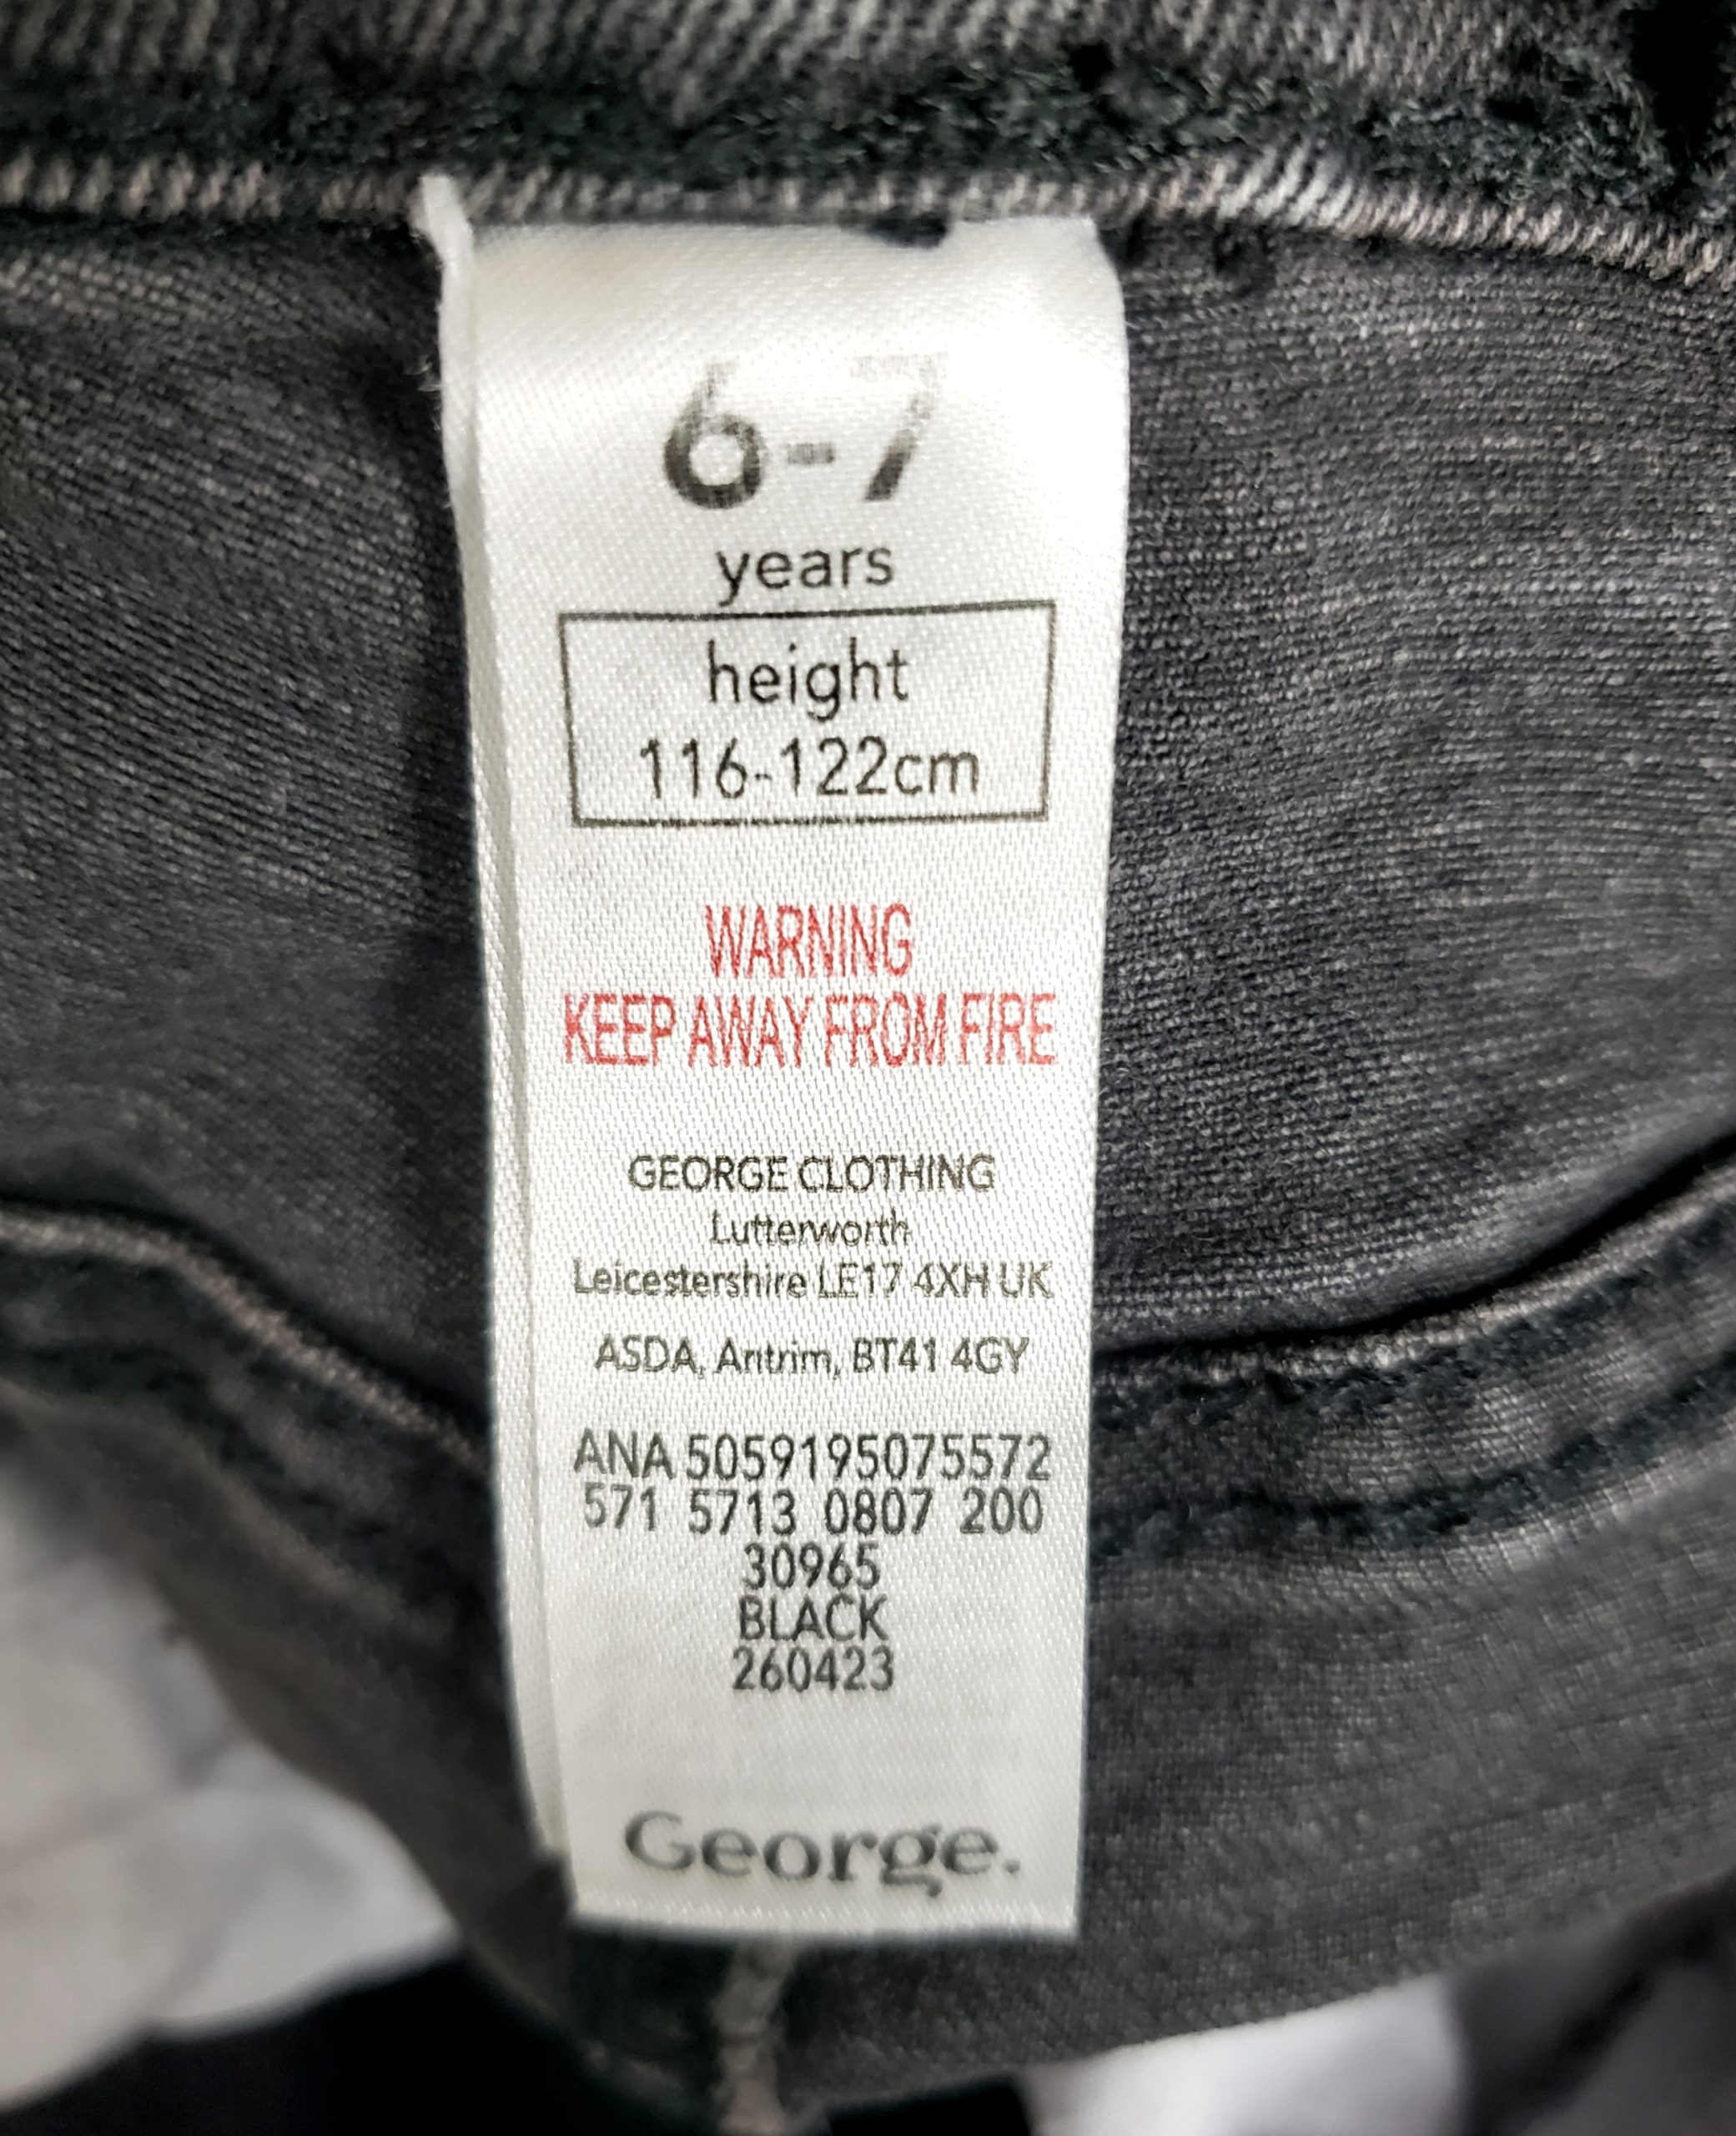 6-7
years
height
116-122cm
WARNING
KEEP AWAY FROM FIRE
GEORGE CLOTHING
Lutterworth
Leicestershire LE17 4XH UK
ASDA, Antrim, BT41 4GY
ANA 5059195075572
571 5713 0807 200
30965
BLACK
260423
George.